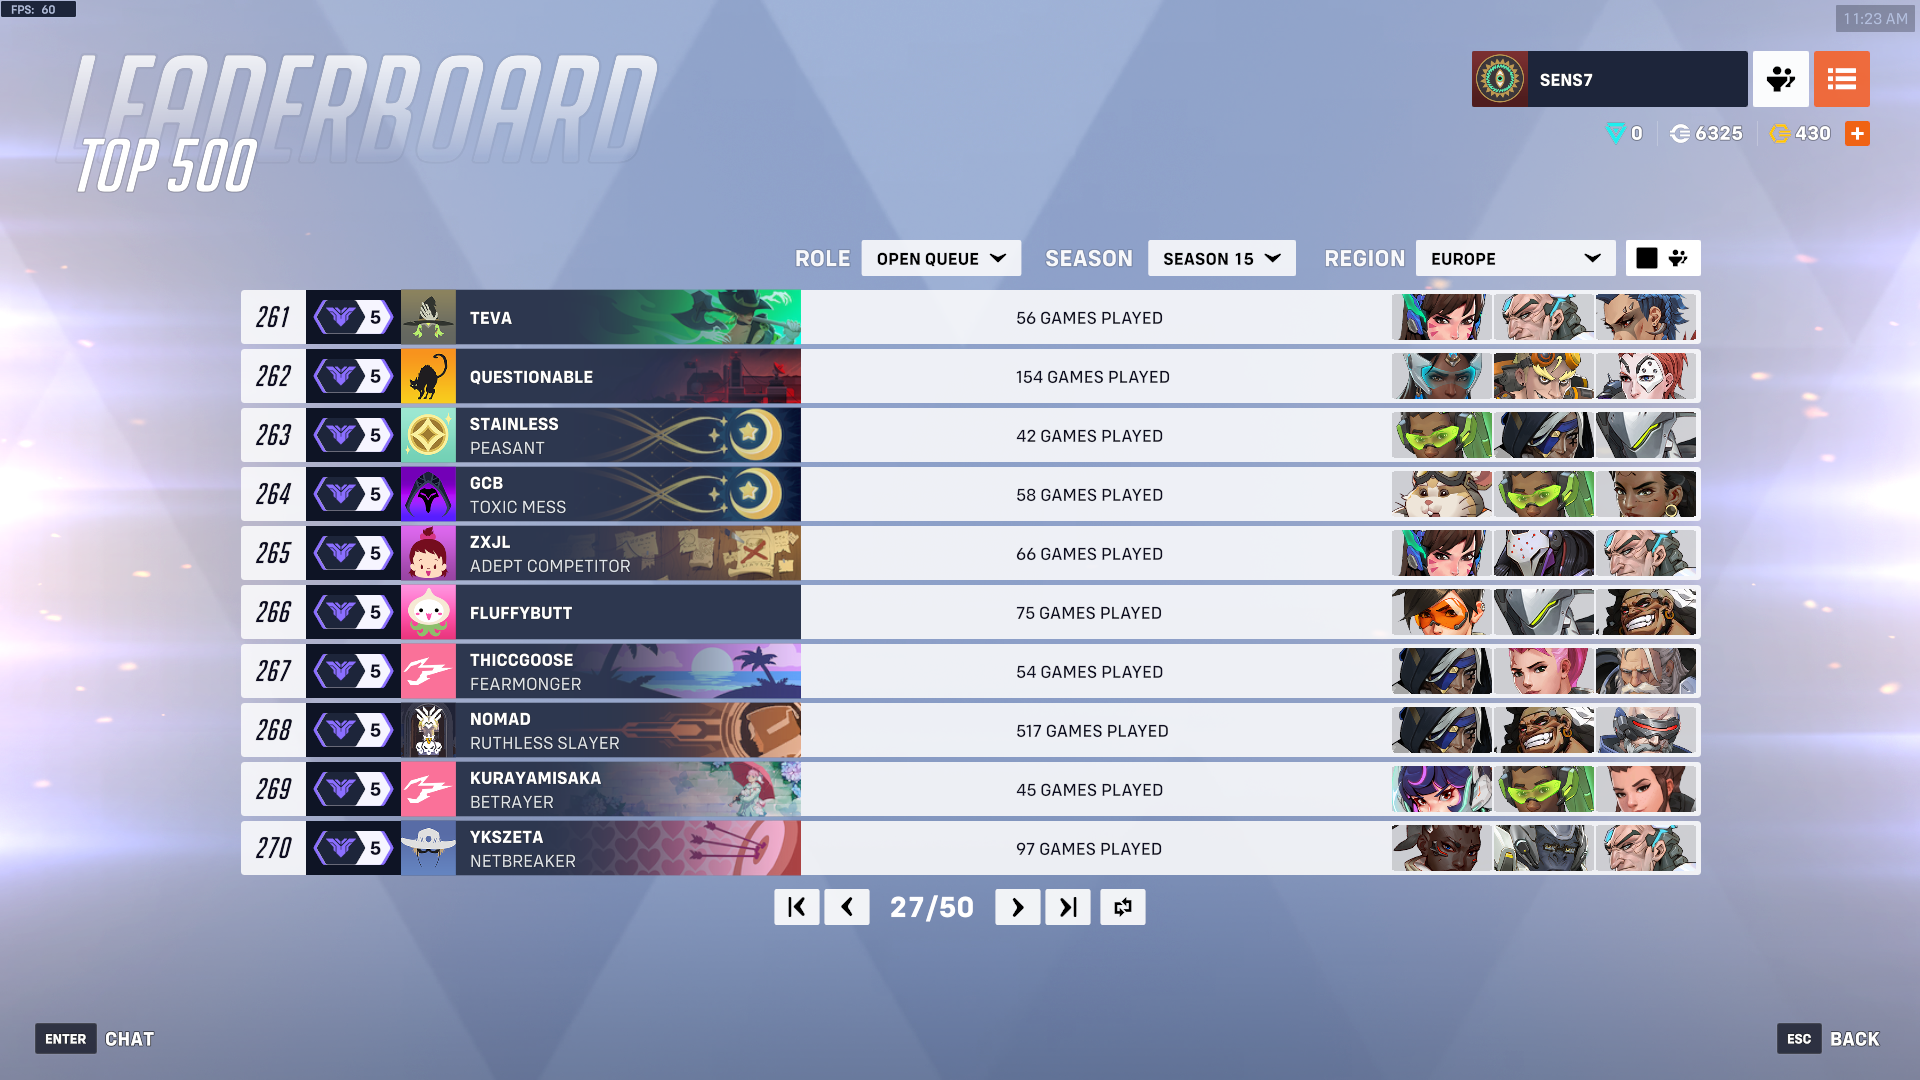 FPS: 60
11:23 AM
LEADERBOARD
TOP 500
SENS7
0 6325 430
ROLE OPEN QUEUE SEASON SEASON 15 REGION EUROPE
261 5 TEVA 56 GAMES PLAYED
262 5 QUESTIONABLE 154 GAMES PLAYED
263 5 STAINLESS 42 GAMES PLAYED
PEASANT
264 5 GCB 58 GAMES PLAYED
TOXIC MESS
265 5 ZXJL 66 GAMES PLAYED
ADEPT COMPETITOR
266 5 FLUFFYBUTT 75 GAMES PLAYED
267 5 THICCGOOSE 54 GAMES PLAYED
FEARMONGER
268 5 NOMAD 517 GAMES PLAYED
RUTHLESS SLAYER
269 5 KURAYAMISAKA 45 GAMES PLAYED
BETRAYER
270 5 YKSZETA 97 GAMES PLAYED
NETBREAKER
27/50
ENTER CHAT
ESC BACK